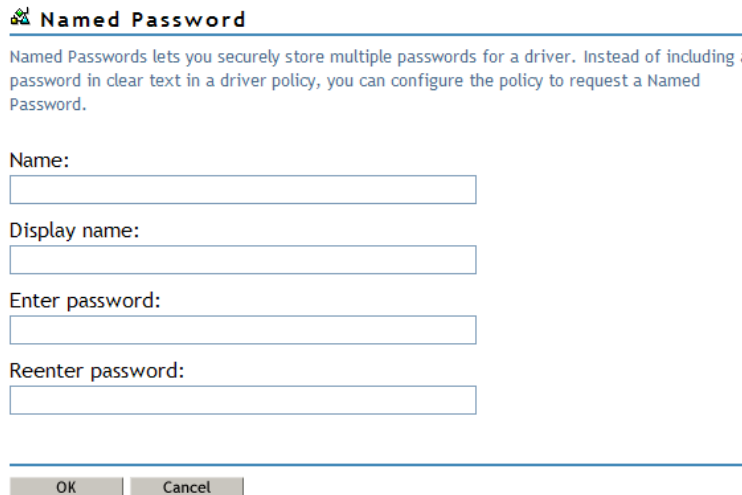 Named Password
Named Passwords lets you securely store multiple passwords for a driver. Instead of including
password in clear text in a driver policy, you can configure the policy to request a Named
Password.
Name:
Display name:
Enter password:
Reenter password:
OK Cancel